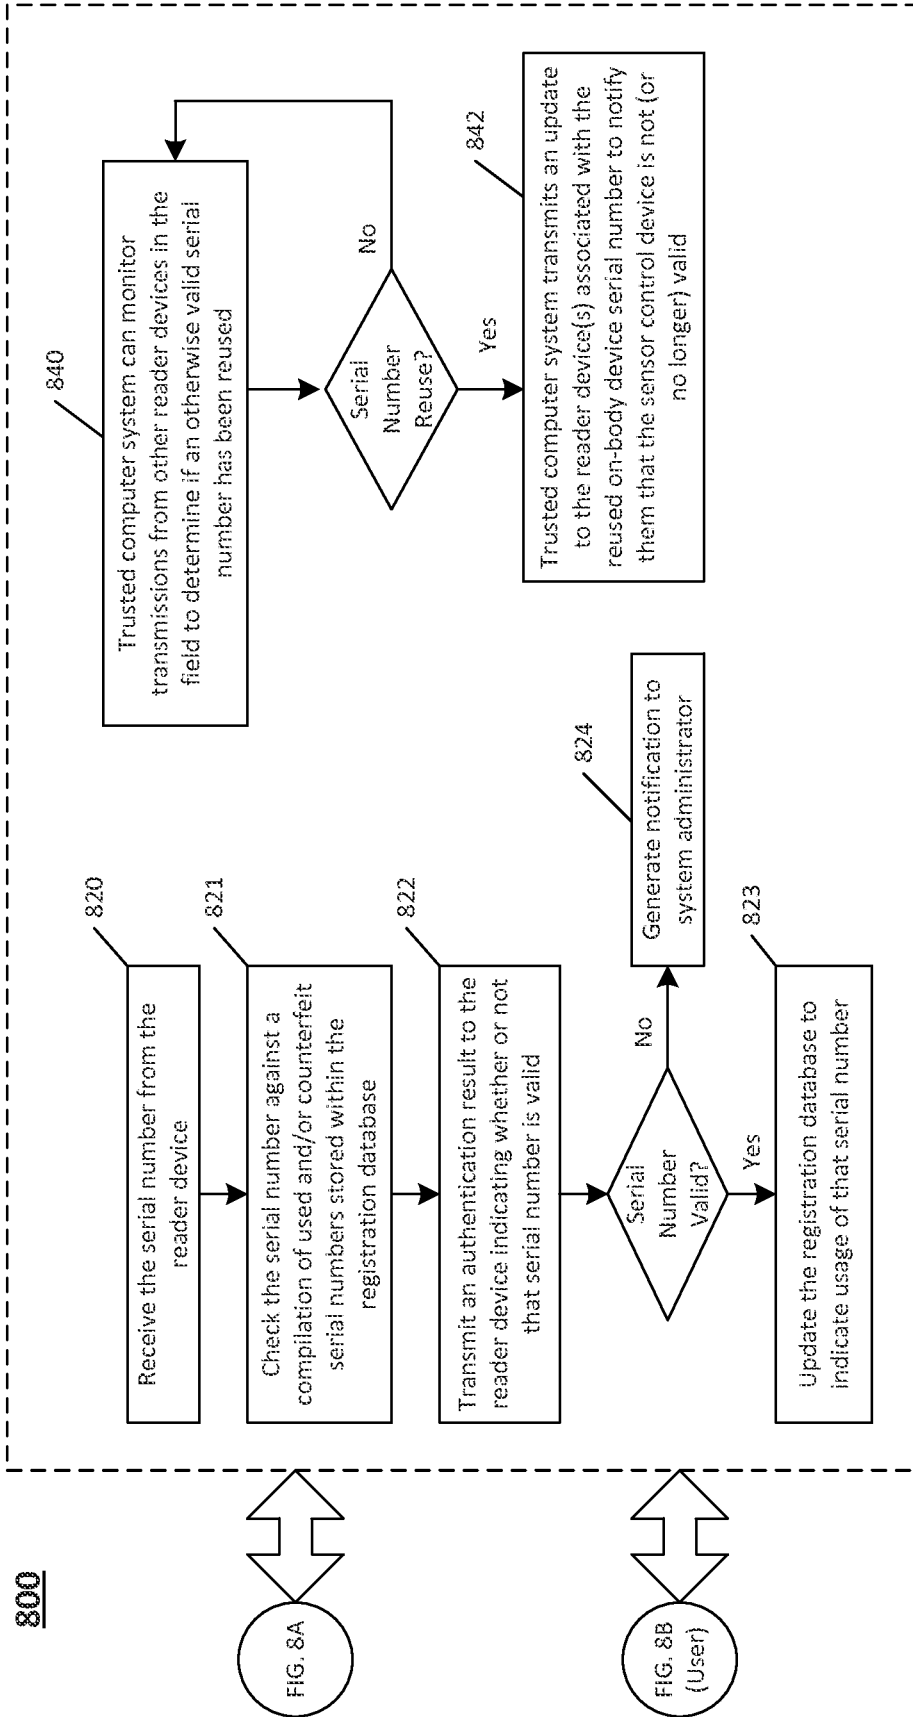 800
FIG. 8A
FIG. 8B
(User)
820
Receive the serial number from the
reader device
821
Check the serial number against a
compilation of used and/or counterfeit
serial numbers stored within the
registration database
822
Transmit an authentication result to the
reader device indicating whether or not
that serial number is valid
Serial
Number
Valid?
No
Yes
824
Generate notification to
system administrator
823
Update the registration database to
indicate usage of that serial number
840
Trusted computer system can monitor
transmissions from other reader devices in the
field to determine if an otherwise valid serial
number has been reused
Serial
Number
Reuse?
No
Yes
842
Trusted computer system transmits an update
to the reader device(s) associated with the
reused on-body device serial number to notify
them that the sensor control device is not (or
no longer) valid